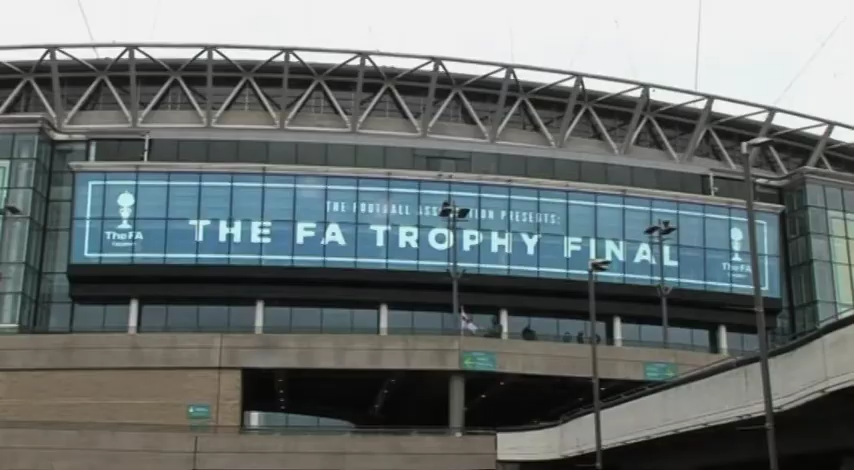 THE FOOTBALL ASSOCIATION PRESENTS:
THE FA TROPHY FINAL
The FA
The FA